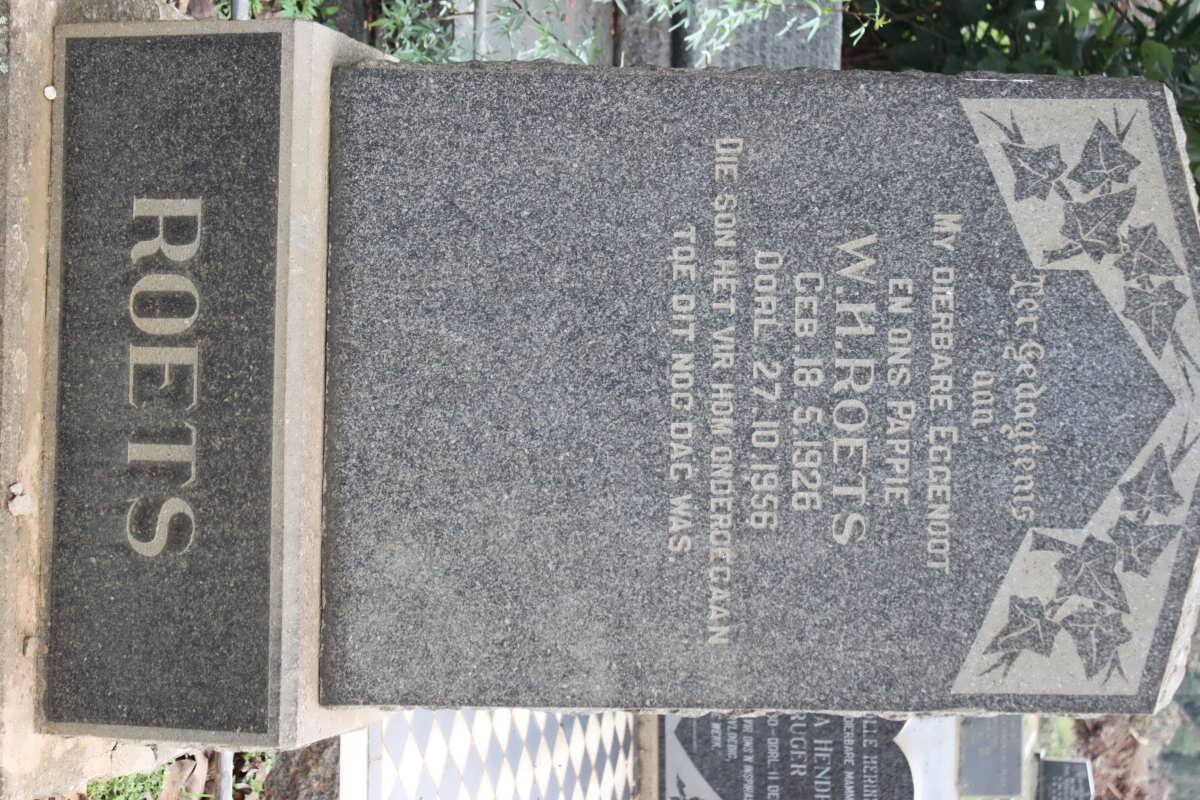 Ter Gedagtenis
aan
MY DIERBARE EGGENOOT
EN ONS PAPPIE
W.H.ROETS
GEB. 18.5.1926
OORL. 27.10.1956
DIE SON HET VIR HOM ONDERGEGAAN
TOE DIT NOG DAG WAS.
ROETS